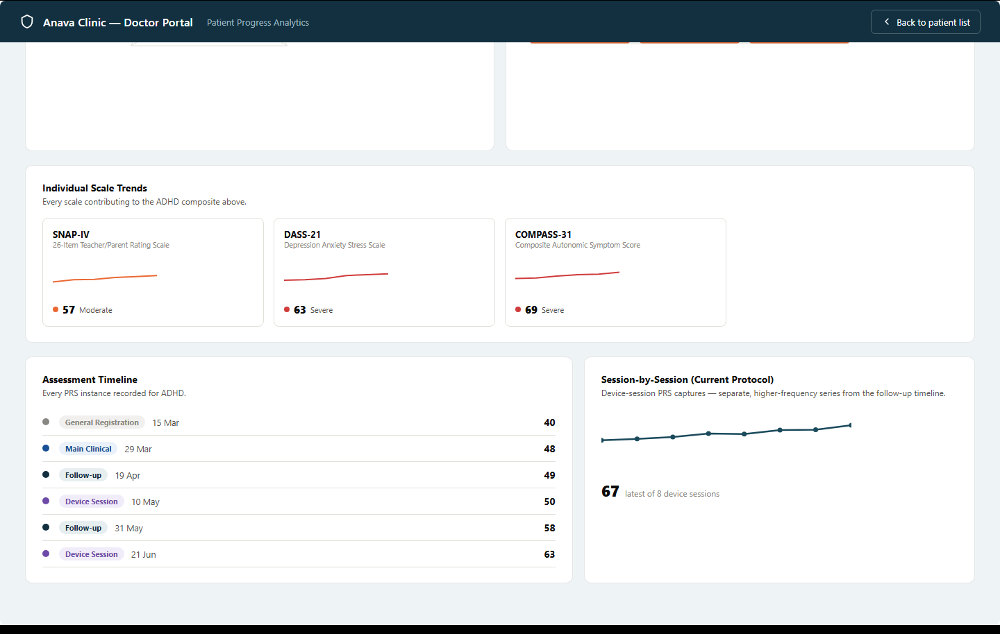 Anava Clinic — Doctor Portal
Patient Progress Analytics
Back to patient list
Individual Scale Trends
Every scale contributing to the ADHD composite above.
SNAP-IV
26-Item Teacher/Parent Rating Scale
57 Moderate
DASS-21
Depression Anxiety Stress Scale
63 Severe
COMPASS-31
Composite Autonomic Symptom Score
69 Severe
Assessment Timeline
Every PRS instance recorded for ADHD.
General Registration 15 Mar 40
Main Clinical 29 Mar 48
Follow-up 19 Apr 49
Device Session 10 May 50
Follow-up 31 May 58
Device Session 21 Jun 63
Session-by-Session (Current Protocol)
Device-session PRS captures — separate, higher-frequency series from the follow-up timeline.
67 latest of 8 device sessions